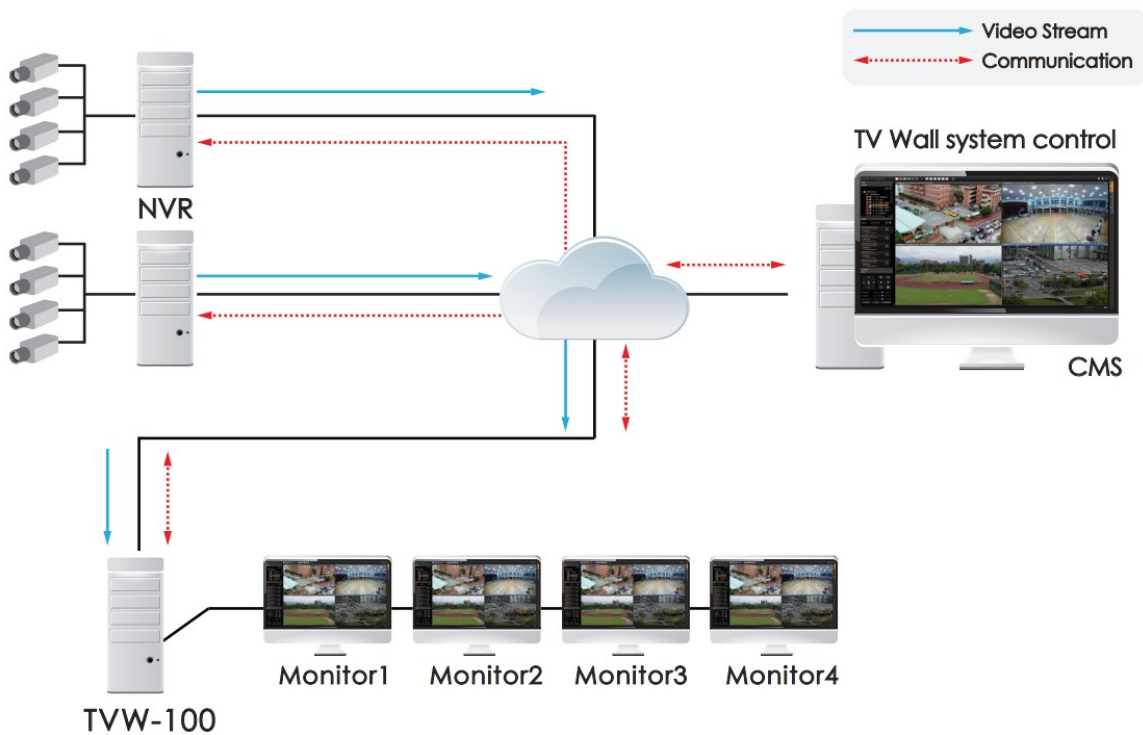 Video Stream
Communication
TV Wall system control
NVR
CMS
Monitor1
Monitor2
Monitor3
Monitor4
TVW-100